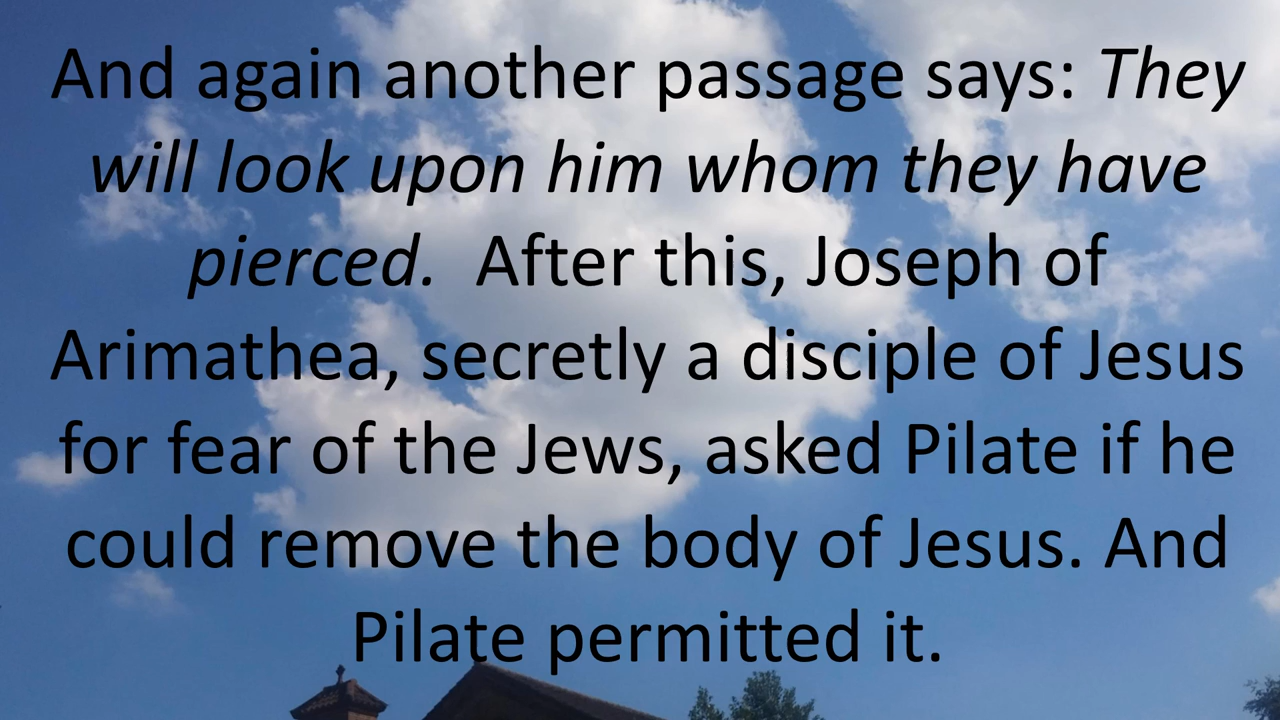 And again another passage says: They
will look upon him whom they have
pierced.  After this, Joseph of
Arimathea, secretly a disciple of Jesus
for fear of the Jews, asked Pilate if he
could remove the body of Jesus. And
Pilate permitted it.